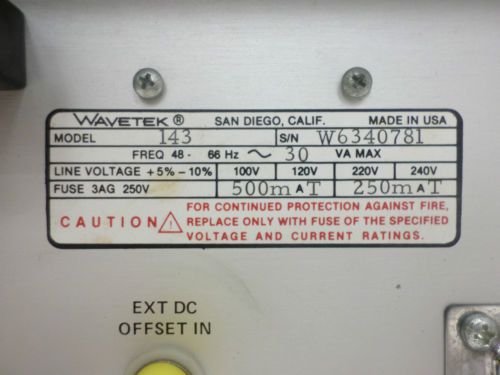 WAVETEK® SAN DIEGO, CALIF. MADE IN USA
MODEL 143 S/N W6340781
FREQ 48 - 66 Hz ~ 30 VA MAX
LINE VOLTAGE +5% - 10% 100V 120V 220V 240V
FUSE 3AG 250V 500mAT 250mAT
CAUTION ! FOR CONTINUED PROTECTION AGAINST FIRE,
REPLACE ONLY WITH FUSE OF THE SPECIFIED
VOLTAGE AND CURRENT RATINGS.
EXT DC
OFFSET IN